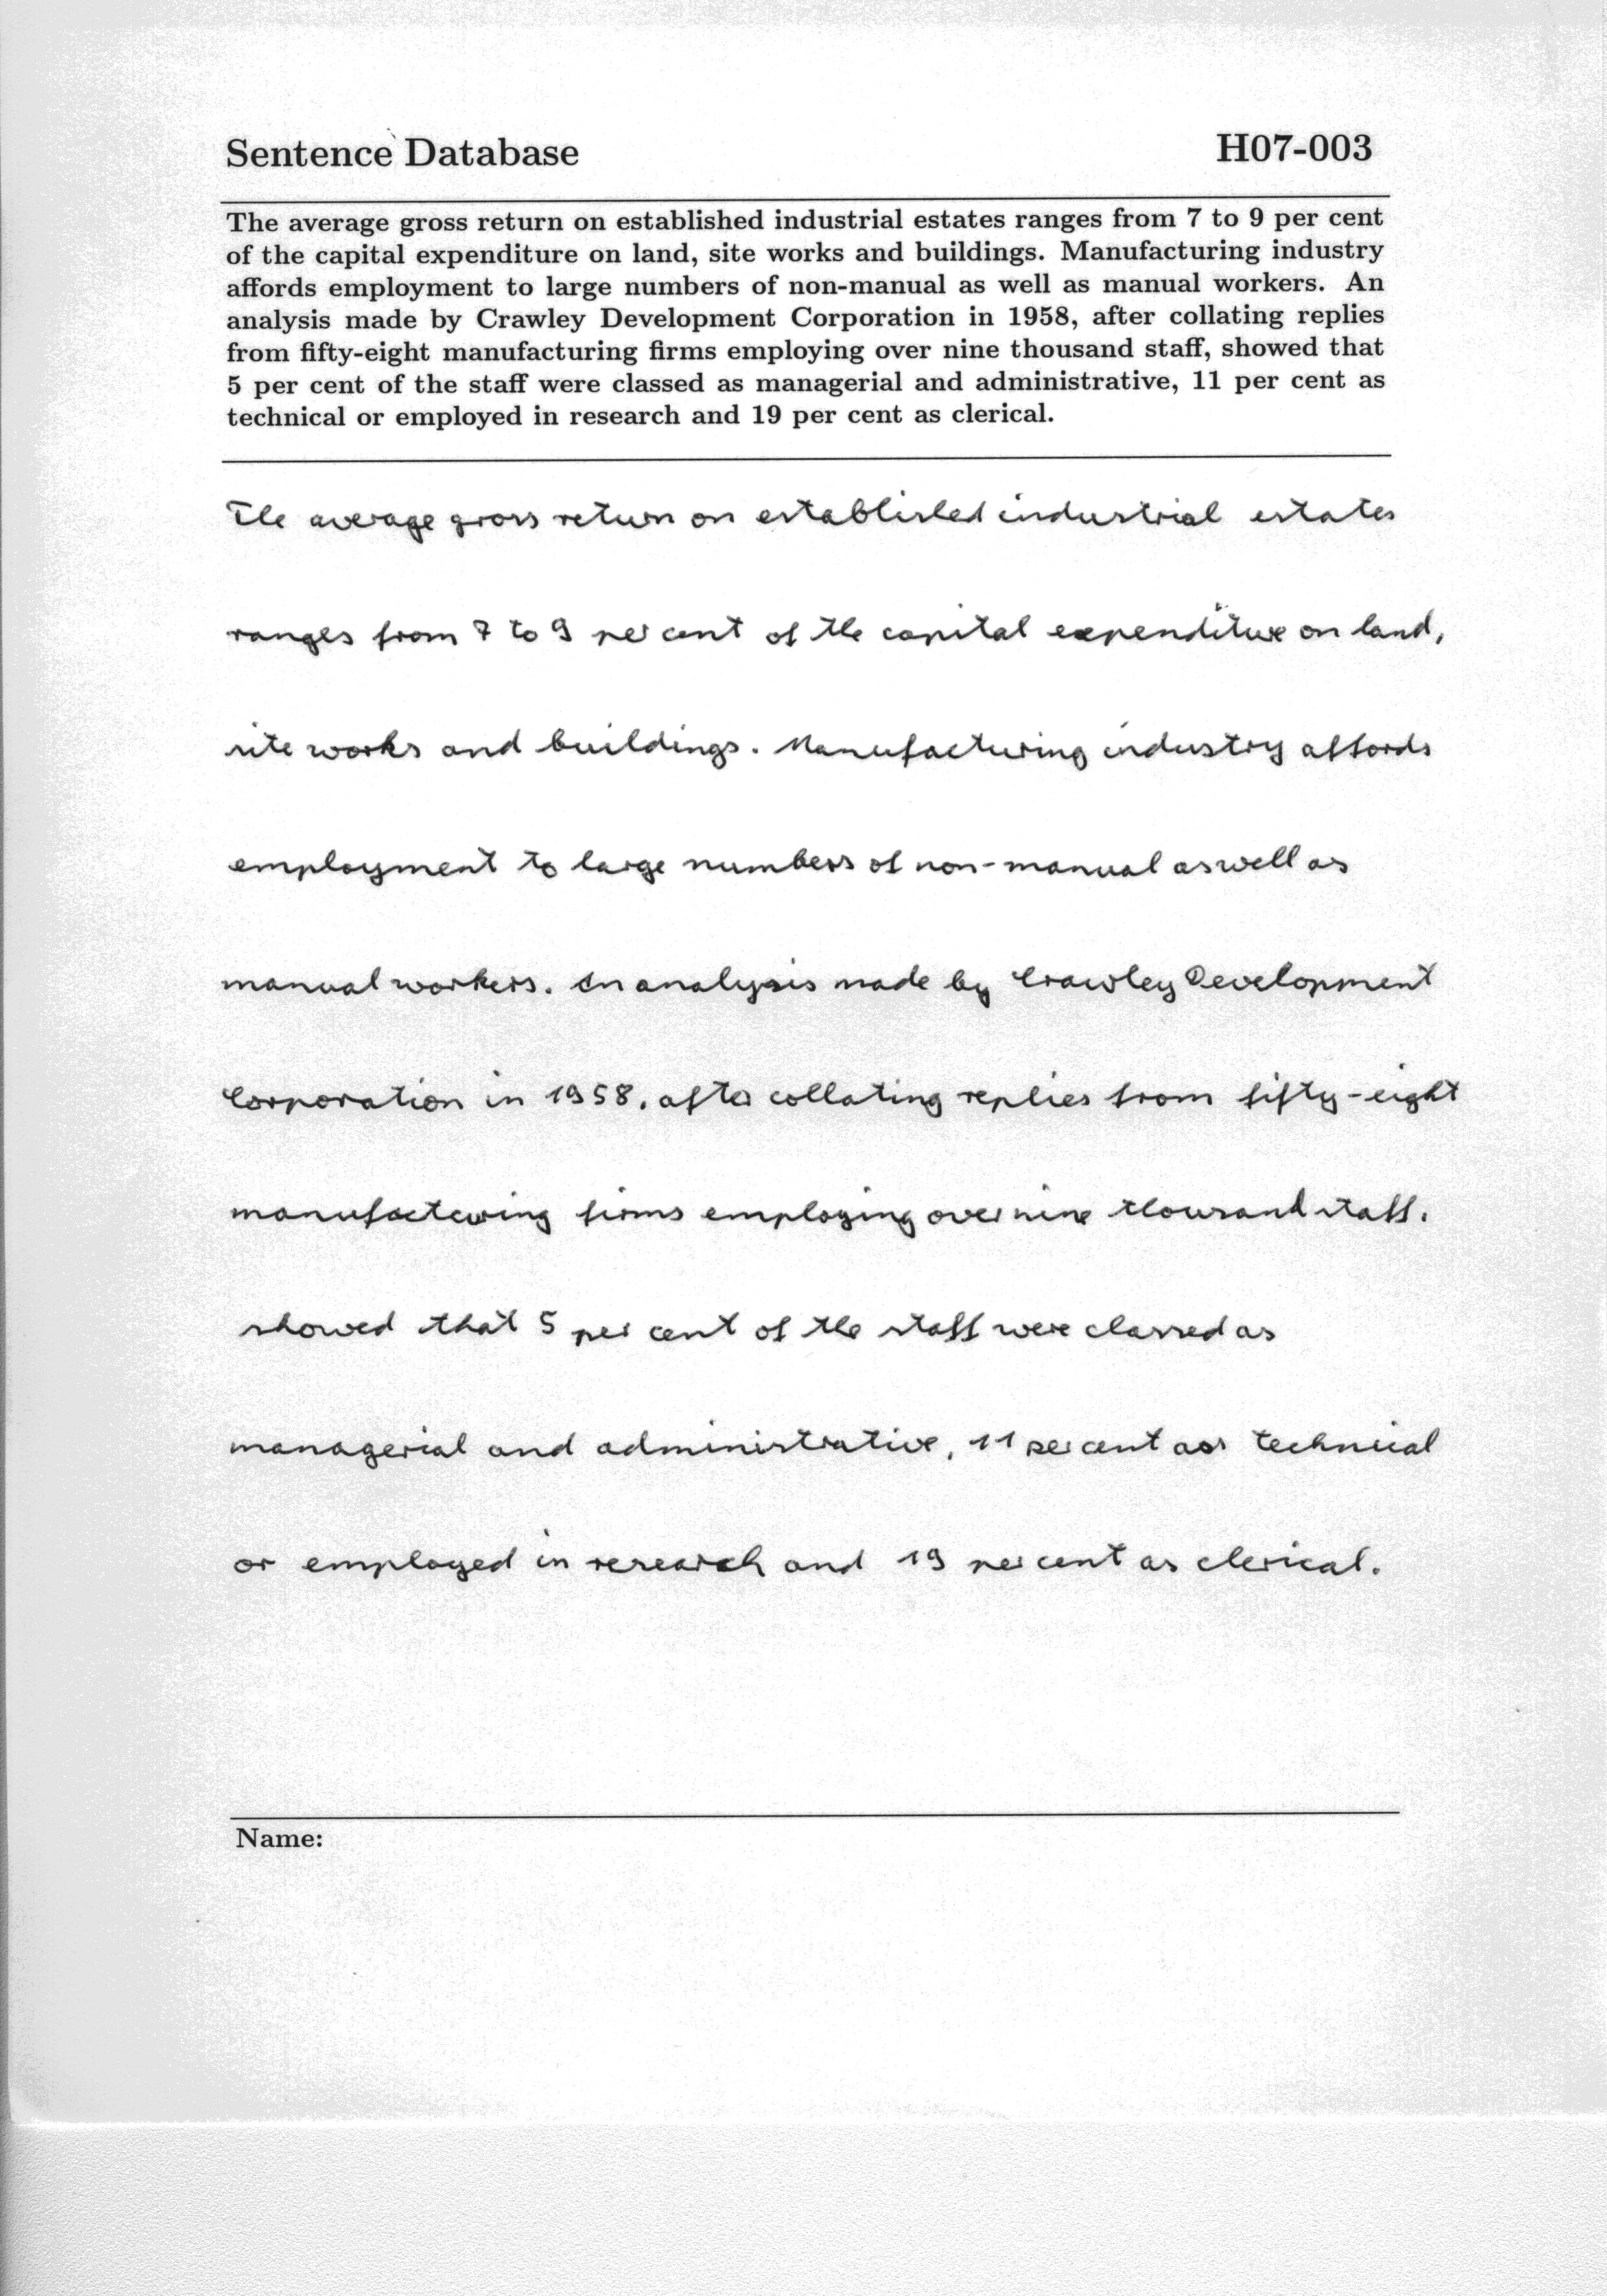 Sentence Database H07-003
The average gross return on established industrial estates ranges from 7 to 9 per cent
of the capital expenditure on land, site works and buildings. Manufacturing industry
affords employment to large numbers of non-manual as well as manual workers. An
analysis made by Crawley Development Corporation in 1958, after collating replies
from fifty-eight manufacturing firms employing over nine thousand staff, showed that
5 per cent of the staff were classed as managerial and administrative, 11 per cent as
technical or employed in research and 19 per cent as clerical.
The average gross return on established industrial estates
ranges from 7 to 9 per cent of the capital expenditure on land,
site works and buildings. Manufacturing industry affords
employment to large numbers of non-manual as well as
manual workers. An analysis made by Crawley Development
Corporation in 1958, after collating replies from fifty-eight
manufacturing firms employing over nine thousand staff,
showed that 5 per cent of the staff were classed as
managerial and administrative, 11 per cent as technical
or employed in research and 19 per cent as clerical.
Name: